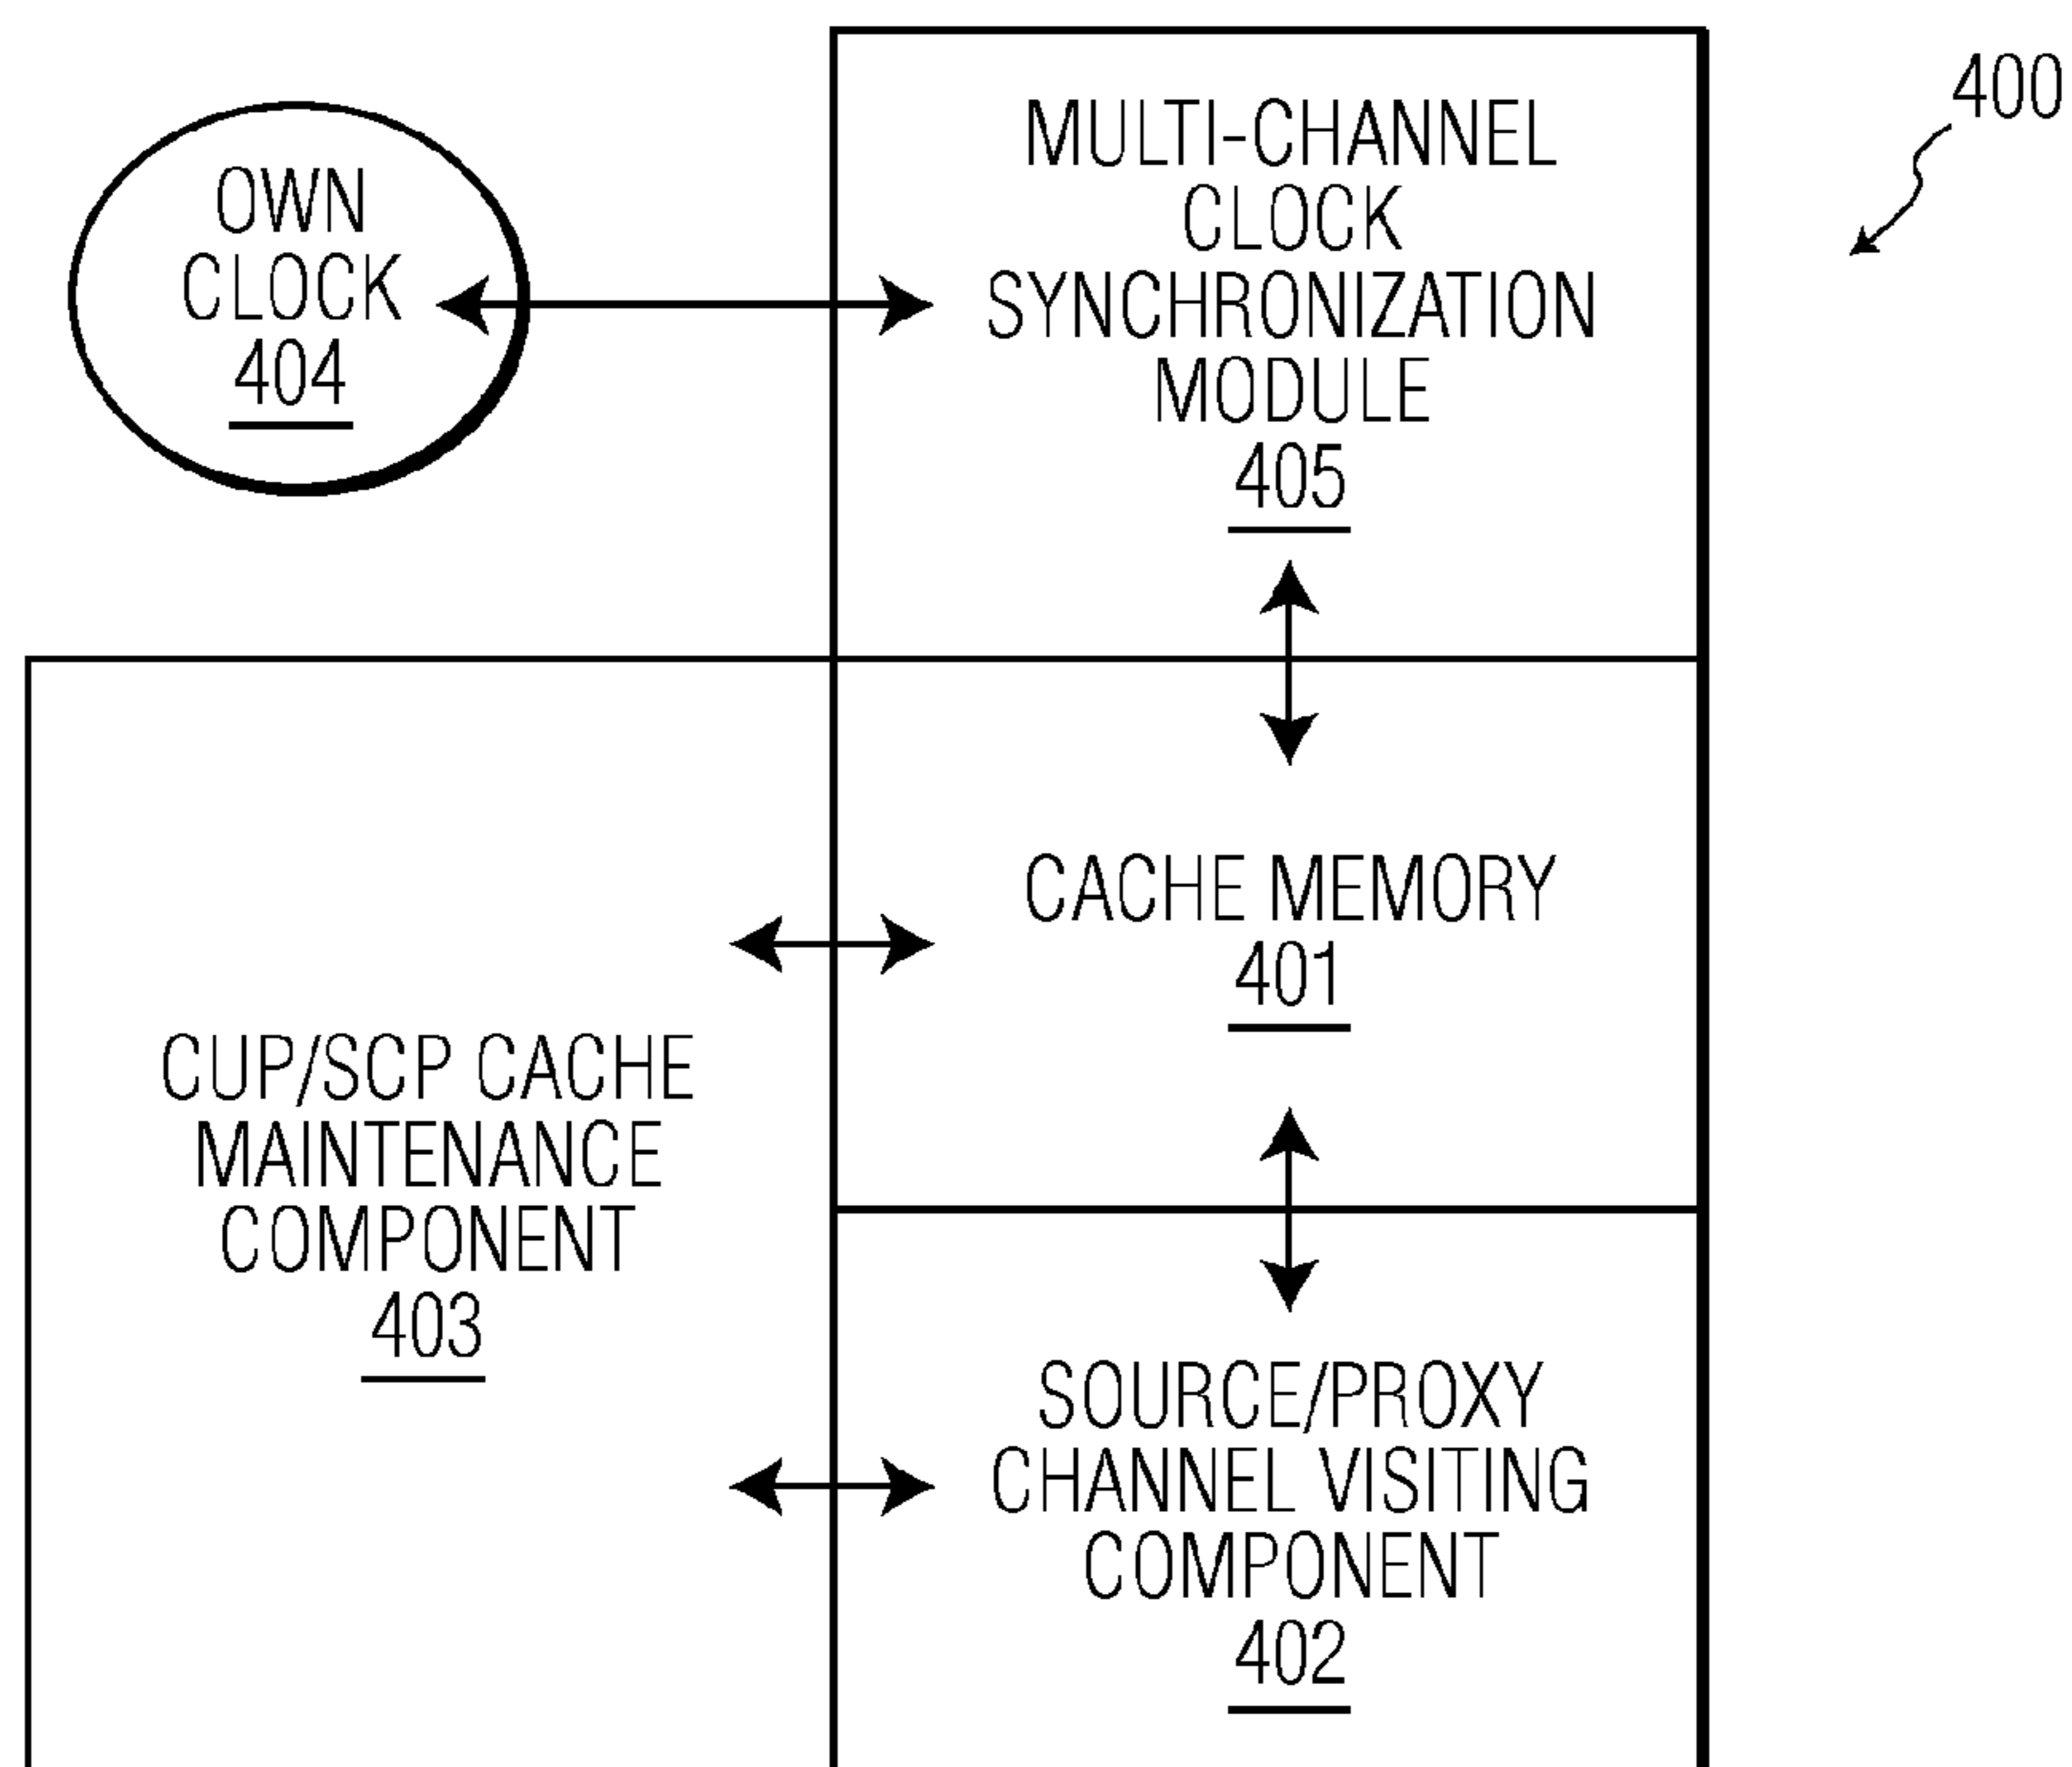 400
OWN
CLOCK
404
MULTI-CHANNEL
CLOCK
SYNCHRONIZATION
MODULE
405
CACHE MEMORY
401
CUP/SCP CACHE
MAINTENANCE
COMPONENT
403
SOURCE/PROXY
CHANNEL VISITING
COMPONENT
402